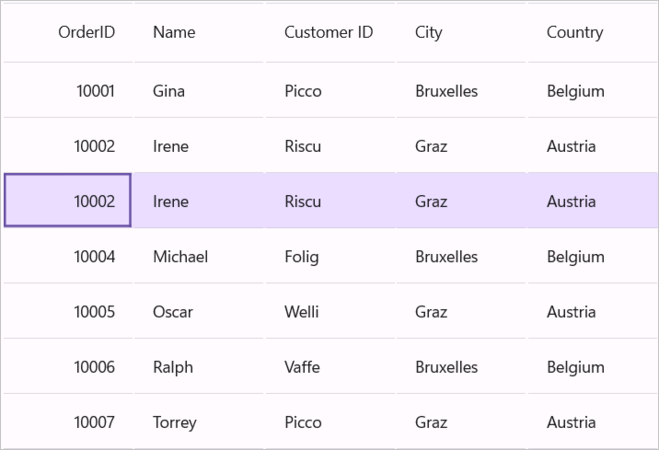 OrderID Name Customer ID City Country
10001 Gina Picco Bruxelles Belgium
10002 Irene Riscu Graz Austria
10002 Irene Riscu Graz Austria
10004 Michael Folig Bruxelles Belgium
10005 Oscar Welli Graz Austria
10006 Ralph Vaffe Bruxelles Belgium
10007 Torrey Picco Graz Austria